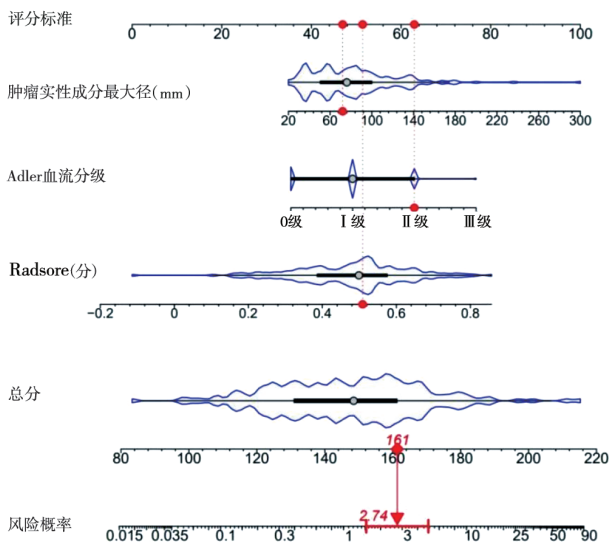 评分标准
0 20 40 60 80 100
肿瘤实性成分最大径(mm)
20 60 100 140 180 220 260 300
Adler血流分级
0级 Ⅰ级 Ⅱ级 Ⅲ级
Radsore(分)
−0.2 0 0.2 0.4 0.6 0.8
总分
161
80 100 120 140 160 180 200 220
2.74
风险概率
0.015 0.035 0.1 0.3 1 3 10 25 50 90